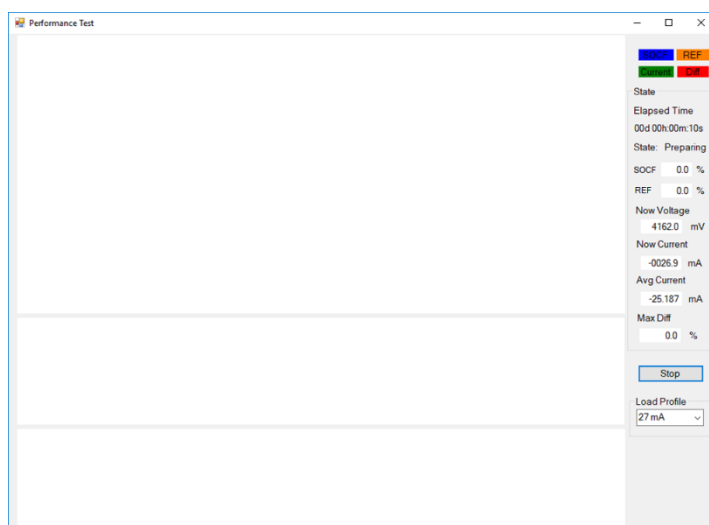 Performance Test
SOCF REF
Current Diff
State
Elapsed Time
00d 00h:00m:10s
State: Preparing
SOCF 0.0 %
REF 0.0 %
Now Voltage
4162.0 mV
Now Current
-0026.9 mA
Avg Current
-25.187 mA
Max Diff
0.0 %
Stop
Load Profile
27 mA